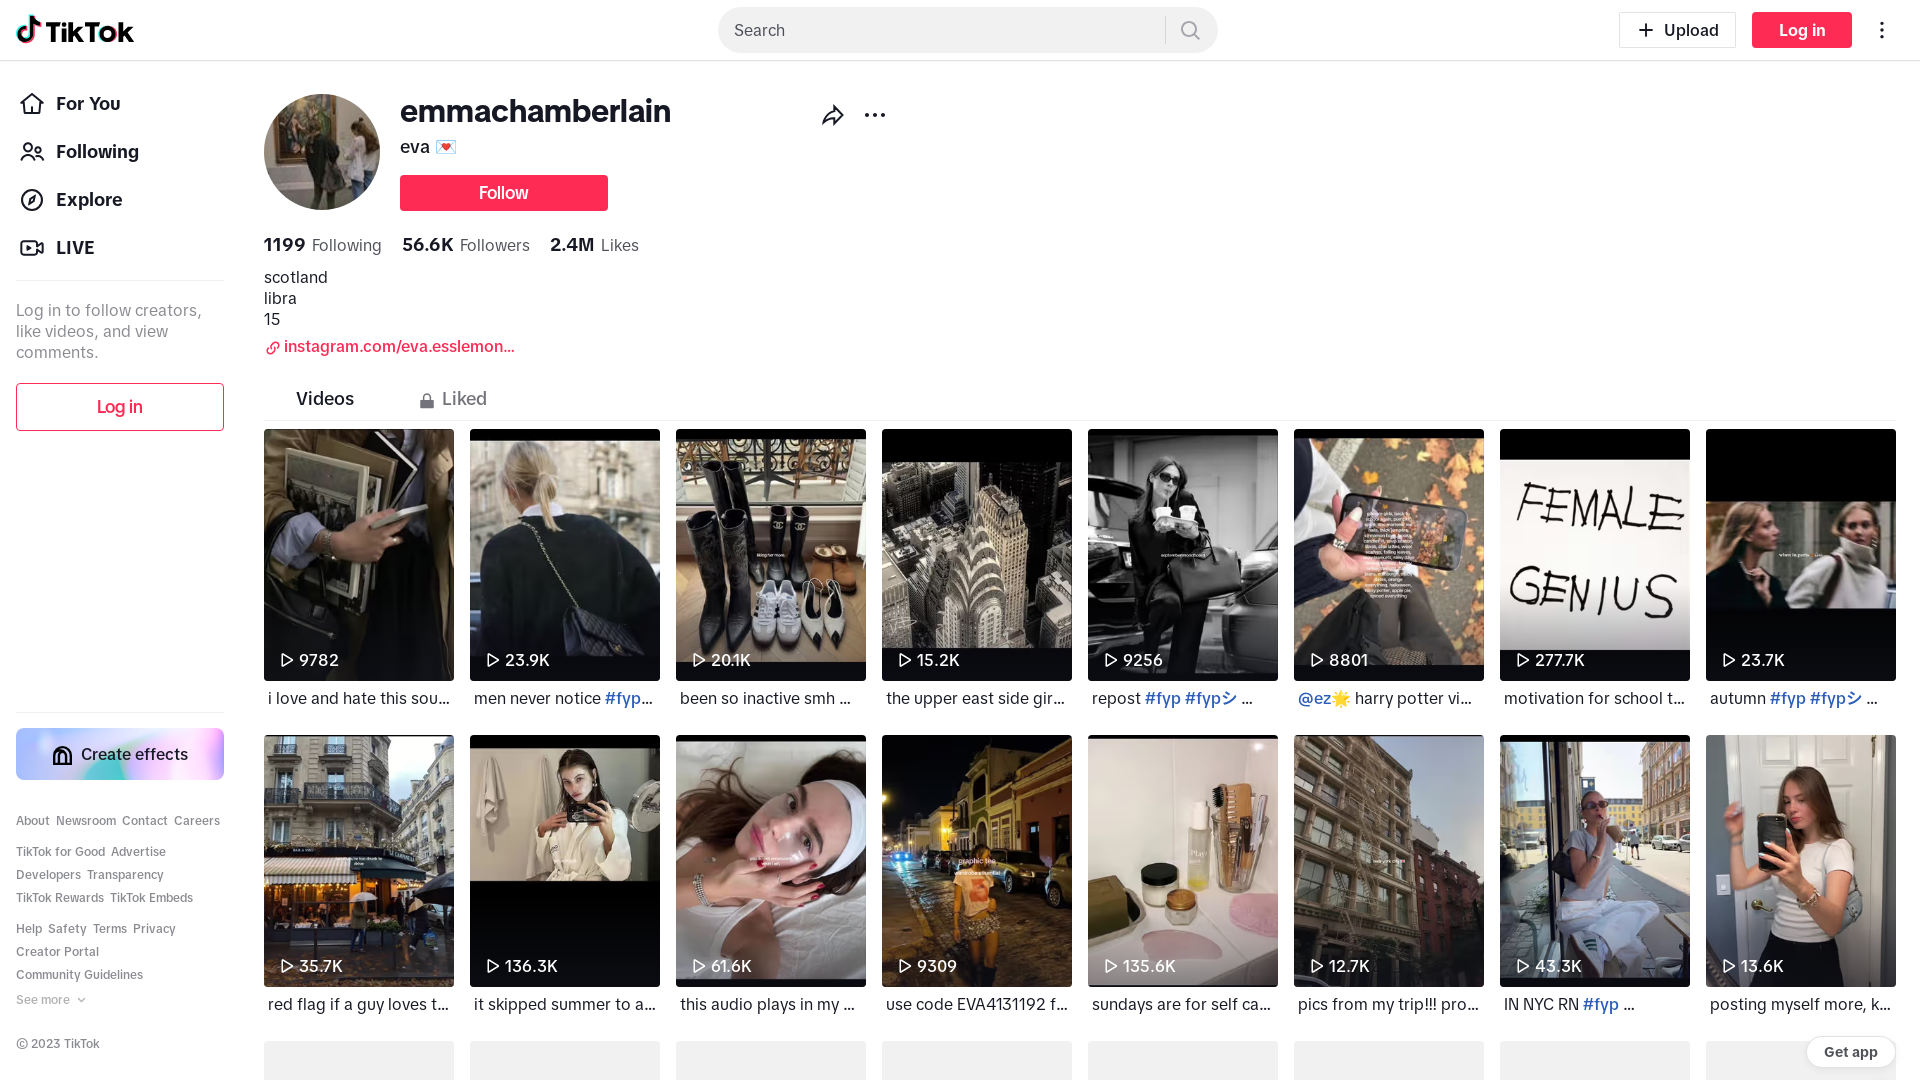 TikTok
Search
Upload
Log in
For You
Following
Explore
LIVE
Log in to follow creators,
like videos, and view
comments.
Log in
Create effects
About Newsroom Contact Careers
TikTok for Good Advertise
Developers Transparency
TikTok Rewards TikTok Embeds
Help Safety Terms Privacy
Creator Portal
Community Guidelines
See more
© 2023 TikTok
emmachamberlain
eva 💌
Follow
1199 Following 56.6K Followers 2.4M Likes
scotland
libra
15
instagram.com/eva.esslemon...
Videos
Liked
liking her more.
FEMALE
GENIUS
9782
23.9K
20.1K
15.2K
9256
8801
277.7K
23.7K
i love and hate this sou...
men never notice #fyp...
been so inactive smh ...
the upper east side gir...
repost #fyp #fypシ ...
@ez🌟 harry potter vi...
motivation for school t...
autumn #fyp #fypシ ...
graphic tee
35.7K
136.3K
61.6K
9309
135.6K
12.7K
43.3K
13.6K
red flag if a guy loves t...
it skipped summer to a...
this audio plays in my ...
use code EVA4131192 f...
sundays are for self ca...
pics from my trip!!! pro...
IN NYC RN #fyp ...
posting myself more, k...
Get app